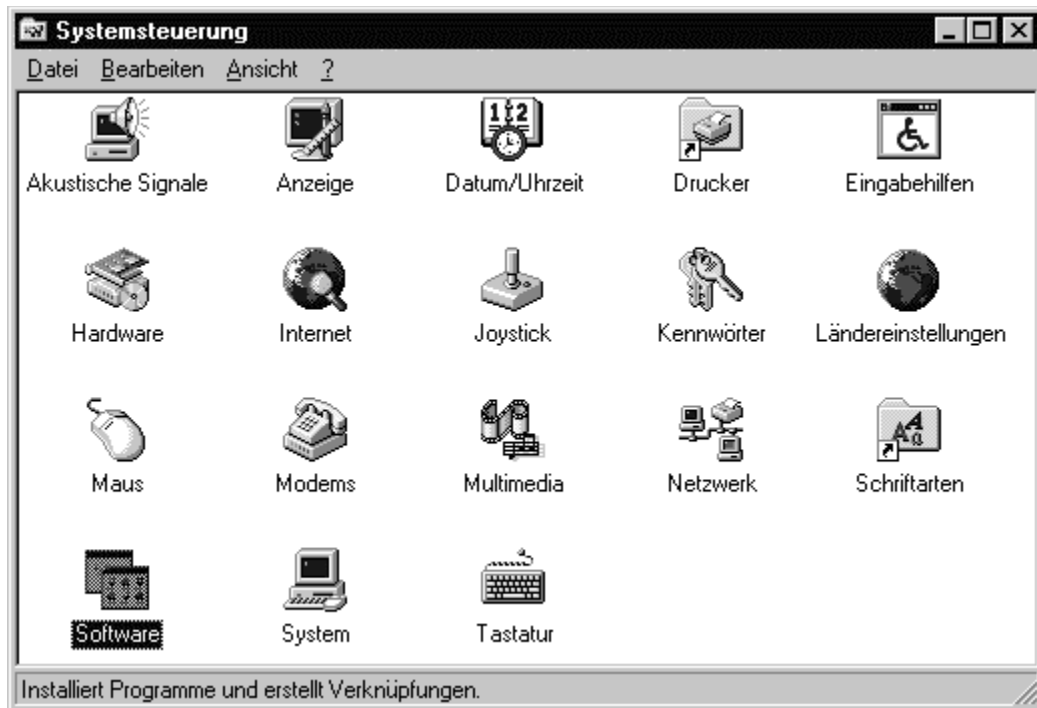 Systemsteuerung
Datei Bearbeiten Ansicht ?
Akustische Signale Anzeige Datum/Uhrzeit Drucker Eingabehilfen
Hardware Internet Joystick Kennwörter Ländereinstellungen
Maus Modems Multimedia Netzwerk Schriftarten
Software System Tastatur
Installiert Programme und erstellt Verknüpfungen.